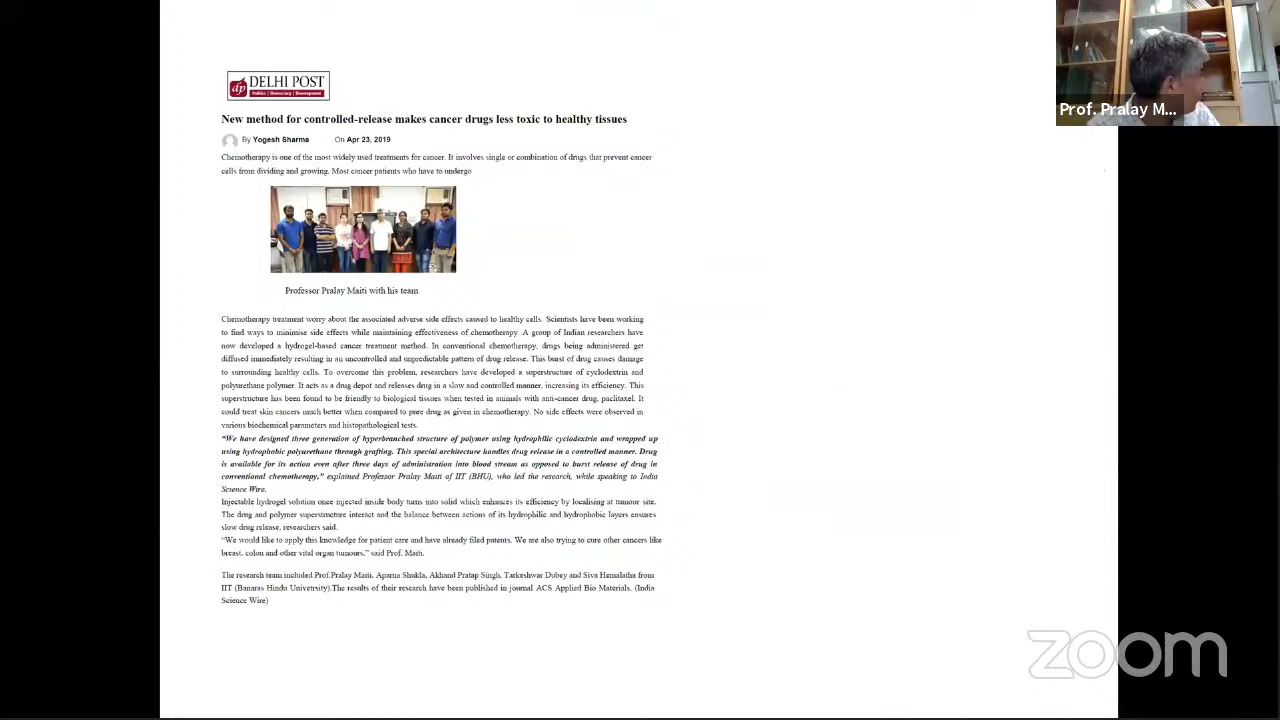 DELHI POST
Politics | Democracy | Development
New method for controlled-release makes cancer drugs less toxic to healthy tissues
By Yogesh Sharma On Apr 23, 2019
Chemotherapy is one of the most widely used treatments for cancer. It involves single or combination of drugs that prevent cancer
cells from dividing and growing. Most cancer patients who have to undergo
Professor Pralay Maiti with his team
Chemotherapy treatment worry about the associated adverse side effects caused to healthy cells. Scientists have been working
to find ways to minimise side effects while maintaining effectiveness of chemotherapy. A group of Indian researchers have
now developed a hydrogel-based cancer treatment method. In conventional chemotherapy, drugs being administered get
diffused immediately resulting in an uncontrolled and unpredictable pattern of drug release. This burst of drug causes damage
to surrounding healthy cells. To overcome this problem, researchers have developed a superstructure of cyclodextrin and
polyurethane polymer. It acts as a drug depot and releases drug in a slow and controlled manner, increasing its efficiency. This
superstructure has been found to be friendly to biological tissues when tested in animals with anti-cancer drug, paclitaxel. It
could treat skin cancers much better when compared to pure drug as given in chemotherapy. No side effects were observed in
various biochemical parameters and histopathological tests.
"We have designed three generation of hyperbranched structure of polymer using hydrophilic cyclodextrin and wrapped up
using hydrophobic polyurethane through grafting. This special architecture handles drug release in a controlled manner. Drug
is available for its action even after three days of administration into blood stream as opposed to burst release of drug in
conventional chemotherapy," explained Professor Pralay Maiti of IIT (BHU), who led the research, while speaking to India
Science Wire.
Injectable hydrogel solution once injected inside body turns into solid which enhances its efficiency by localising at tumour site.
The drug and polymer superstructure interact and the balance between actions of its hydrophilic and hydrophobic layers ensures
slow drug release, researchers said.
"We would like to apply this knowledge for patient care and have already filed patents. We are also trying to cure other cancers like
breast, colon and other vital organ tumours," said Prof. Maiti.
The research team included Prof.Pralay Maiti, Aparna Shukla, Akhand Pratap Singh, Tarkeshwar Dubey and Siva Hemalatha from
IIT (Banaras Hindu Univetrsity).The results of their research have been published in journal ACS Applied Bio Materials. (India
Science Wire)
Prof. Pralay M...
zoom